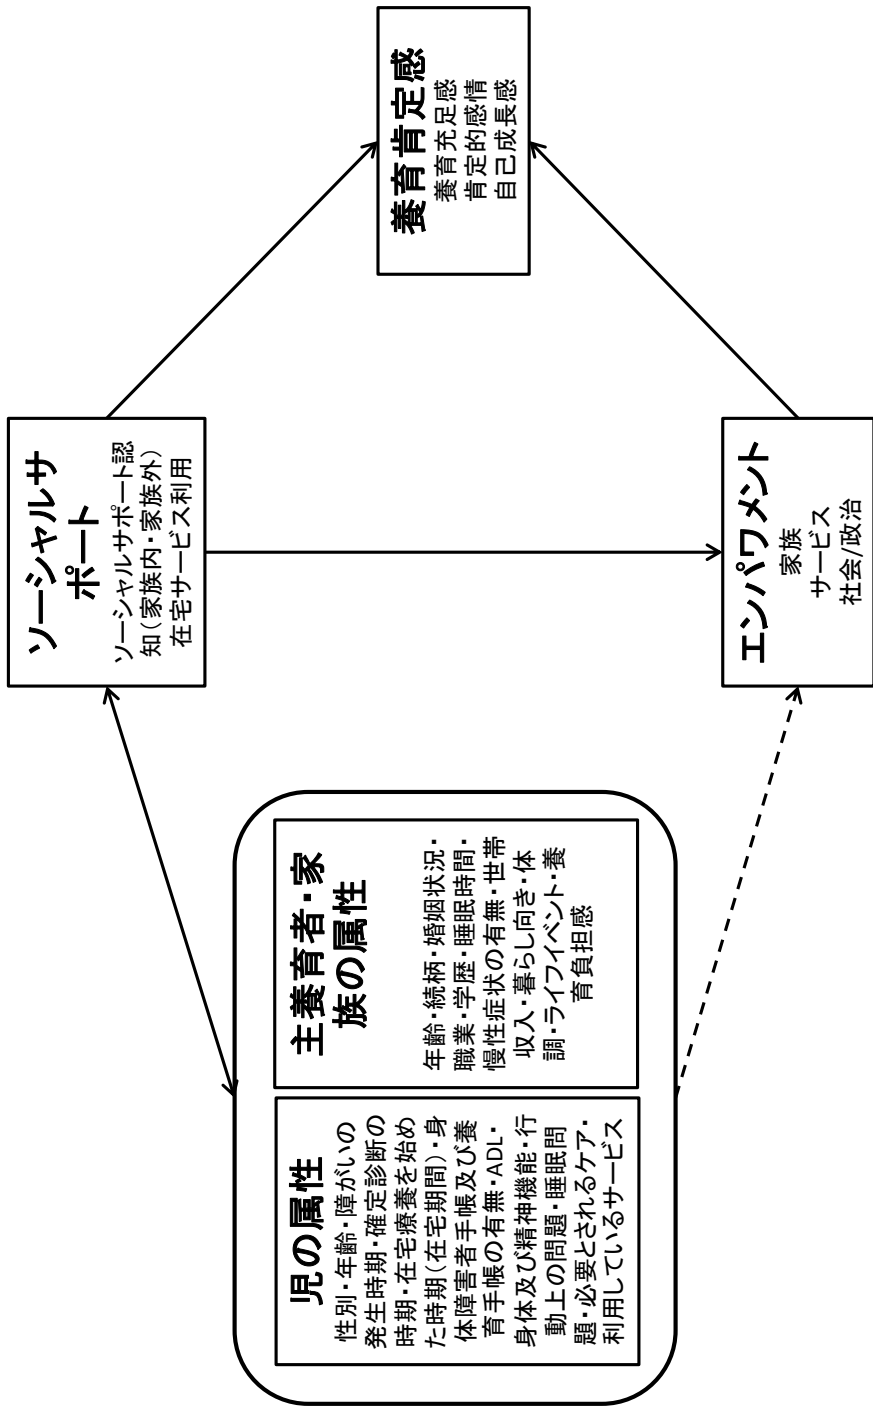 児の属性
性別・年齢・障がいの
発生時期・確定診断の
時期・在宅療養を始め
た時期(在宅期間)・身
体障害者手帳及び養
育手帳の有無・ADL・
身体及び精神機能・行
動上の問題・睡眠問
題・必要とされるケア・
利用しているサービス
主養育者・家
族の属性
年齢・続柄・婚姻状況・
職業・学歴・睡眠時間・
慢性症状の有無・世帯
収入・暮らし向き・体
調・ライフイベント・養
育負担感
ソーシャルサ
ポート
ソーシャルサポート認
知(家族内・家族外)
在宅サービス利用
エンパワメント
家族
サービス
社会/政治
養育肯定感
養育充足感
肯定的感情
自己成長感